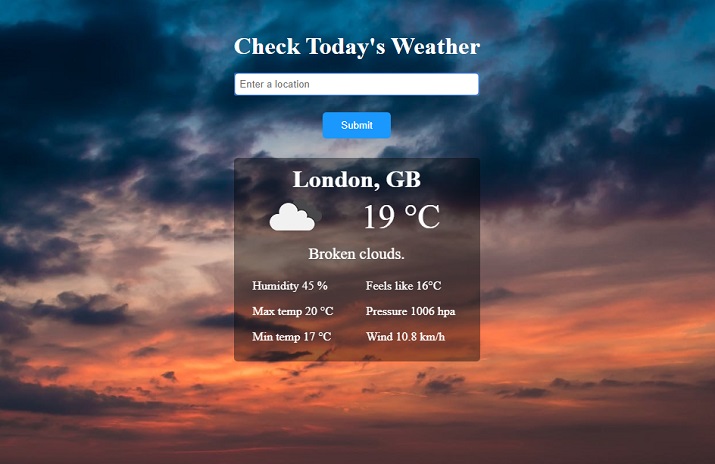 Check Today's Weather
Enter a location
Submit
London, GB
19 °C
Broken clouds.
Humidity 45 % Feels like 16°C
Max temp 20 °C Pressure 1006 hpa
Min temp 17 °C Wind 10.8 km/h